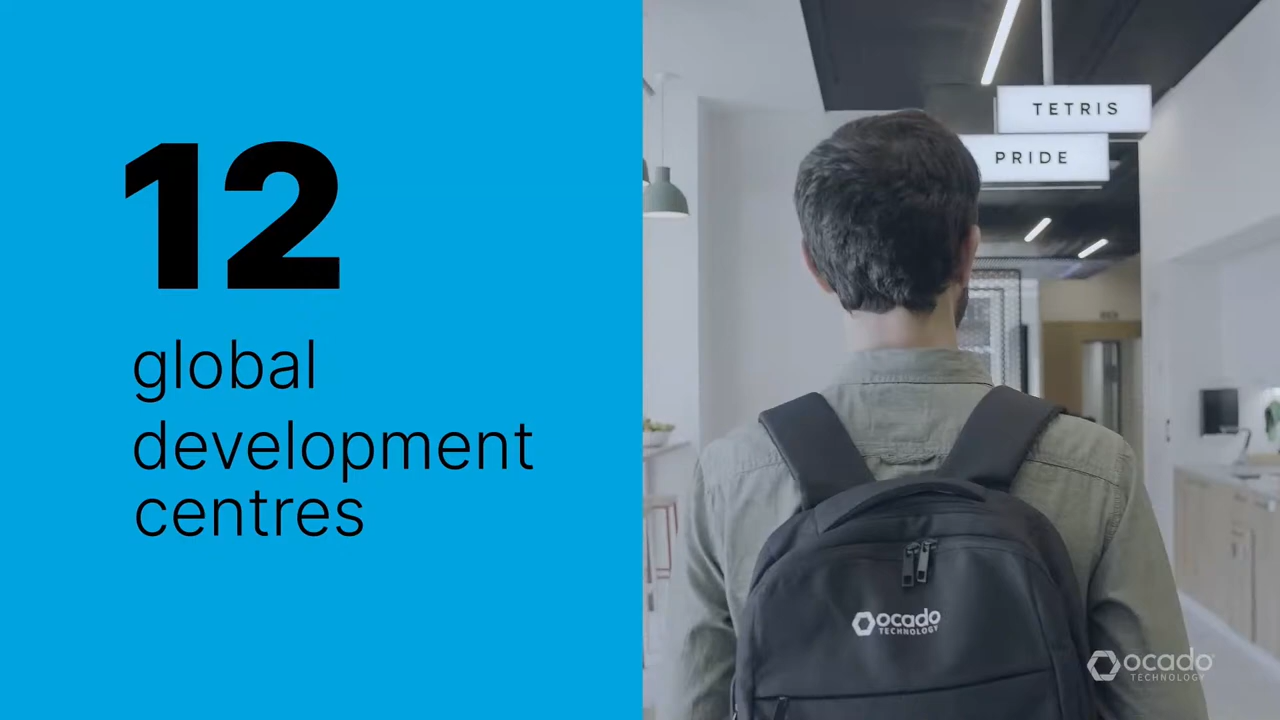 12
global
development
centres
TETRIS
PRIDE
ocado
TECHNOLOGY
ocado
TECHNOLOGY